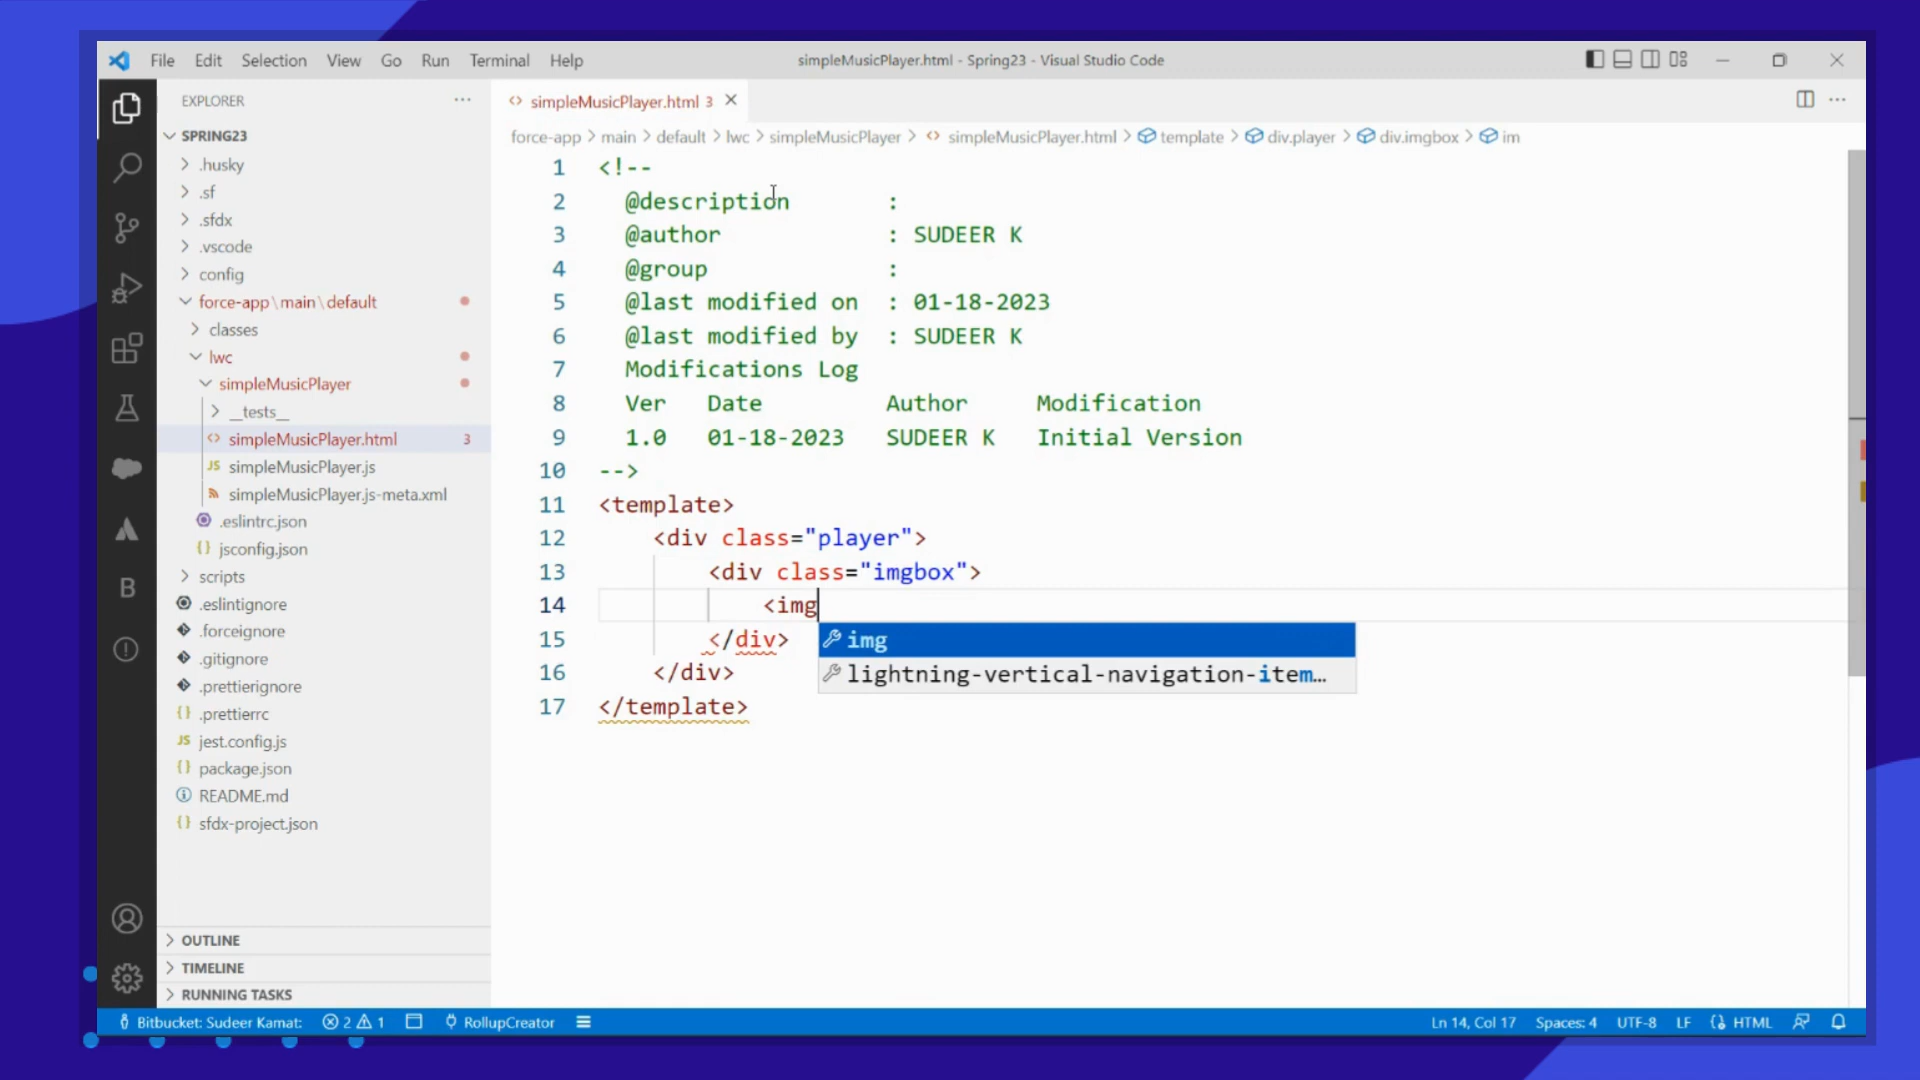 File Edit Selection View Go Run Terminal Help
simpleMusicPlayer.html - Spring23 - Visual Studio Code
EXPLORER
SPRING23
.husky
.sf
.sfdx
.vscode
config
force-app\main\default
classes
lwc
simpleMusicPlayer
__tests__
<> simpleMusicPlayer.html 3
JS simpleMusicPlayer.js
simpleMusicPlayer.js-meta.xml
.eslintrc.json
{} jsconfig.json
scripts
.eslintignore
.forceignore
.gitignore
.prettierignore
{} .prettierrc
JS jest.config.js
{} package.json
README.md
{} sfdx-project.json
OUTLINE
TIMELINE
RUNNING TASKS
<> simpleMusicPlayer.html 3
force-app > main > default > lwc > simpleMusicPlayer > <> simpleMusicPlayer.html > template > div.player > div.imgbox > im
1 <!--
2 @description :
3 @author : SUDEER K
4 @group :
5 @last modified on : 01-18-2023
6 @last modified by : SUDEER K
7 Modifications Log
8 Ver Date Author Modification
9 1.0 01-18-2023 SUDEER K Initial Version
10 -->
11 <template>
12 <div class="player">
13 <div class="imgbox">
14 <img
15 </div>
img
16 </div>
lightning-vertical-navigation-item…
17 </template>
B
Bitbucket: Sudeer Kamat: 2 1 RollupCreator
Ln 14, Col 17 Spaces: 4 UTF-8 LF HTML